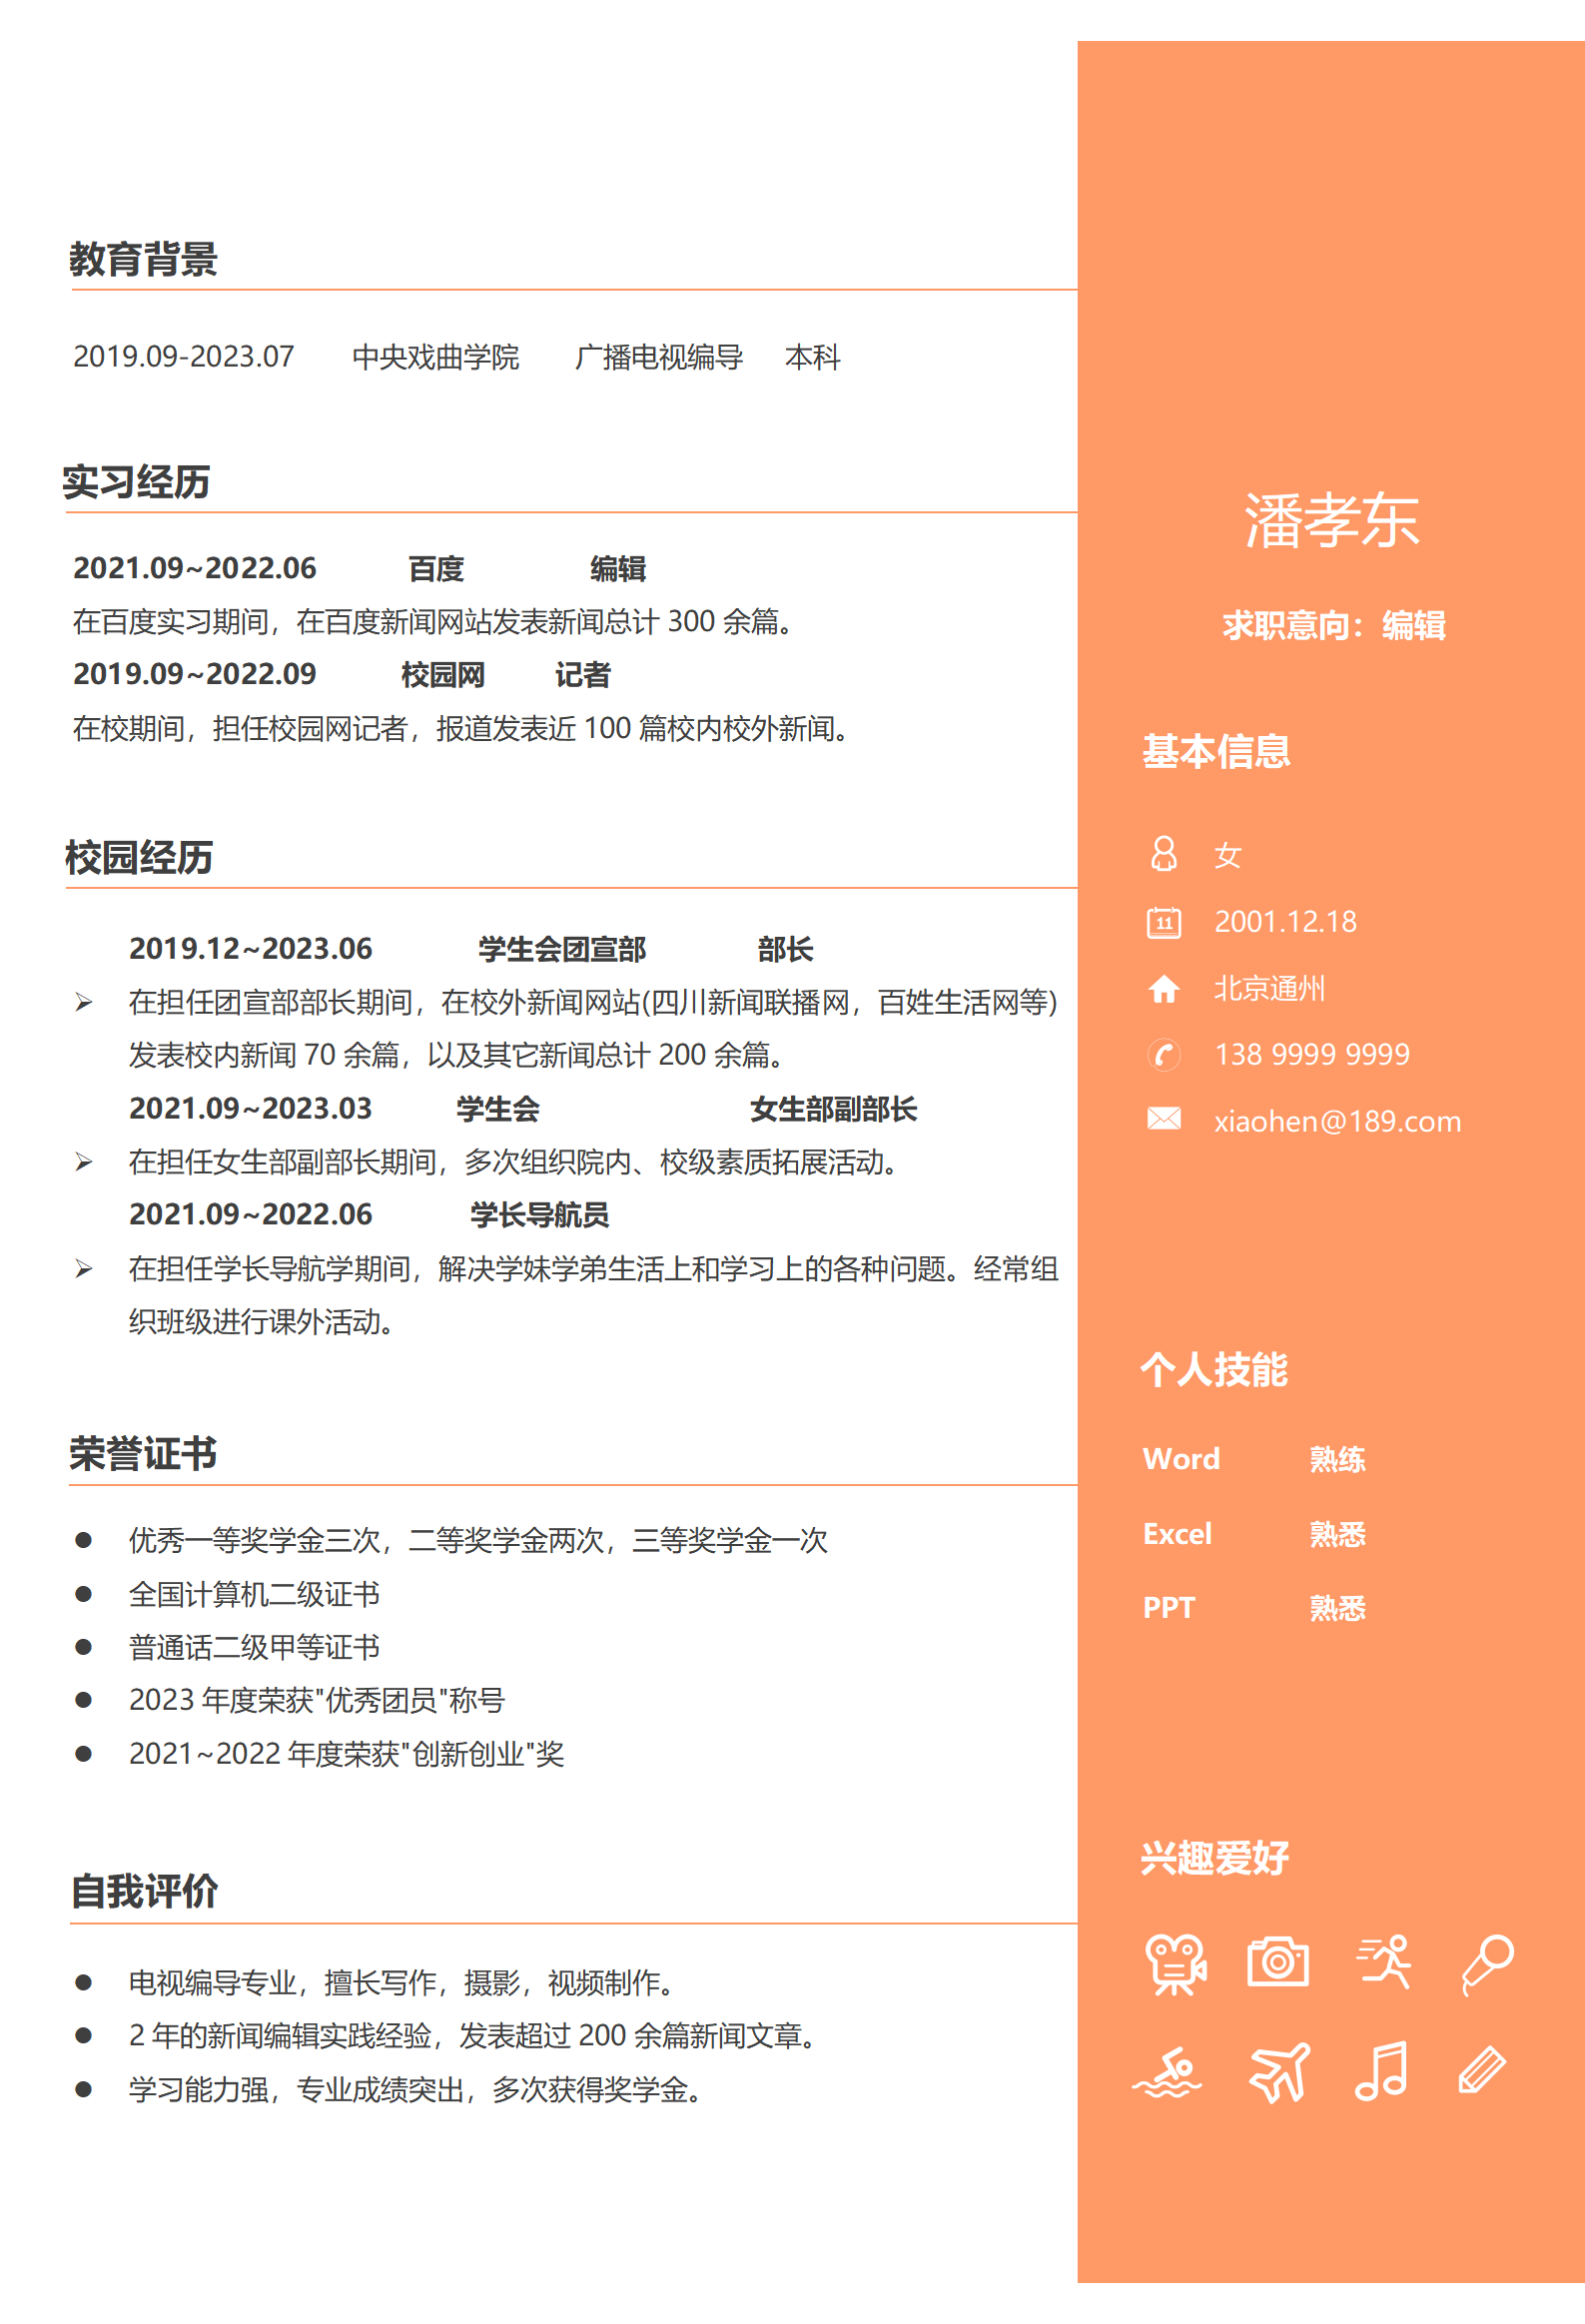 教育背景
2019.09-2023.07 中央戏曲学院 广播电视编导 本科
实习经历
2021.09~2022.06 百度 编辑
在百度实习期间，在百度新闻网站发表新闻总计 300 余篇。
2019.09~2022.09 校园网 记者
在校期间，担任校园网记者，报道发表近 100 篇校内校外新闻。
校园经历
2019.12~2023.06 学生会团宣部 部长
➢ 在担任团宣部部长期间，在校外新闻网站(四川新闻联播网，百姓生活网等)
发表校内新闻 70 余篇，以及其它新闻总计 200 余篇。
2021.09~2023.03 学生会 女生部副部长
➢ 在担任女生部副部长期间，多次组织院内、校级素质拓展活动。
2021.09~2022.06 学长导航员
➢ 在担任学长导航学期间，解决学妹学弟生活上和学习上的各种问题。经常组
织班级进行课外活动。
荣誉证书
● 优秀一等奖学金三次，二等奖学金两次，三等奖学金一次
● 全国计算机二级证书
● 普通话二级甲等证书
● 2023 年度荣获"优秀团员"称号
● 2021~2022 年度荣获"创新创业"奖
自我评价
● 电视编导专业，擅长写作，摄影，视频制作。
● 2 年的新闻编辑实践经验，发表超过 200 余篇新闻文章。
● 学习能力强，专业成绩突出，多次获得奖学金。
潘孝东
求职意向：编辑
基本信息
女
11 2001.12.18
北京通州
138 9999 9999
xiaohen@189.com
个人技能
Word 熟练
Excel 熟悉
PPT 熟悉
兴趣爱好